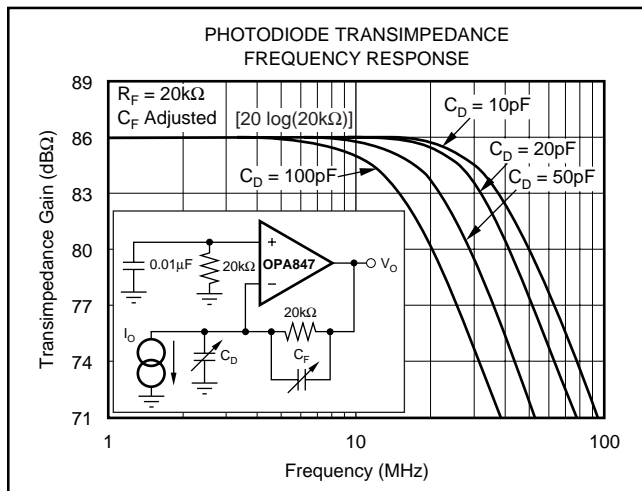 PHOTODIODE TRANSIMPEDANCE
FREQUENCY RESPONSE
Transimpedance Gain (dBΩ)
89
86
83
80
77
74
71
R_F = 20kΩ
C_F Adjusted
[20 log(20kΩ)]
C_D = 10pF
C_D = 20pF
C_D = 50pF
C_D = 100pF
+
OPA847
−
V_O
0.01µF
20kΩ
20kΩ
I_O
C_D
C_F
1
10
100
Frequency (MHz)